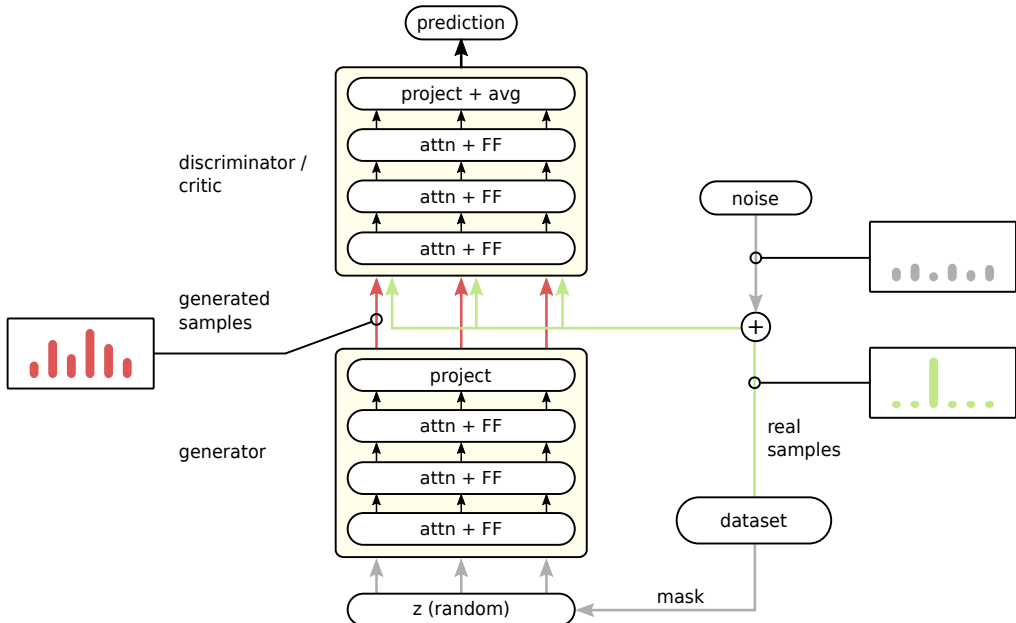 prediction
project + avg
attn + FF
discriminator /
critic
attn + FF
attn + FF
noise
generated
samples
+
project
attn + FF
real
samples
generator
attn + FF
attn + FF
dataset
mask
z (random)